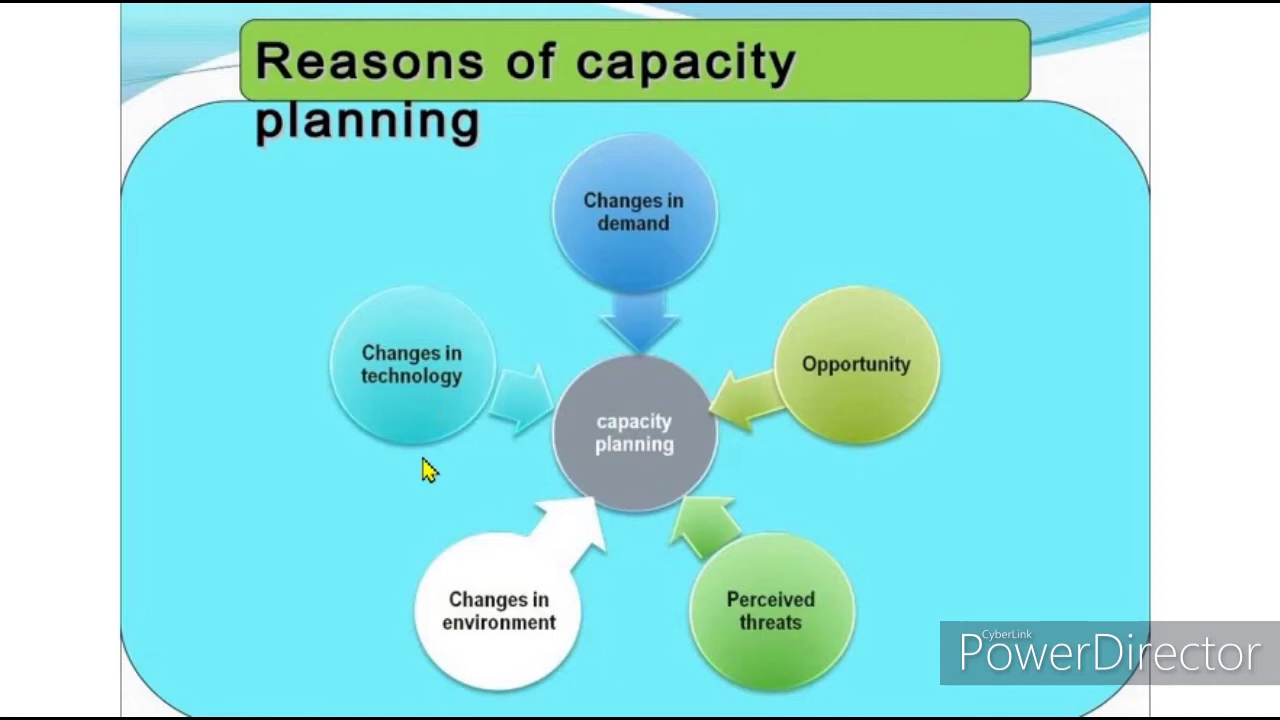 Reasons of capacity
planning
Changes in
demand
Changes in
technology
Opportunity
capacity
planning
Changes in
environment
Perceived
threats
CyberLink
PowerDirector